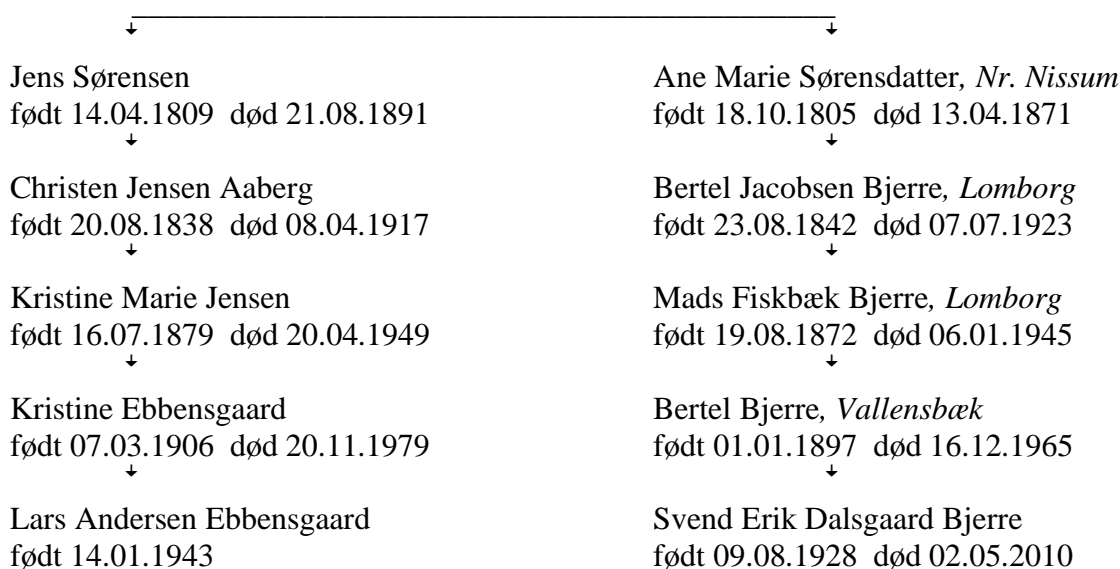 Jens Sørensen
født 14.04.1809 død 21.08.1891
Christen Jensen Aaberg
født 20.08.1838 død 08.04.1917
Kristine Marie Jensen
født 16.07.1879 død 20.04.1949
Kristine Ebbensgaard
født 07.03.1906 død 20.11.1979
Lars Andersen Ebbensgaard
født 14.01.1943
Ane Marie Sørensdatter, Nr. Nissum
født 18.10.1805 død 13.04.1871
Bertel Jacobsen Bjerre, Lomborg
født 23.08.1842 død 07.07.1923
Mads Fiskbæk Bjerre, Lomborg
født 19.08.1872 død 06.01.1945
Bertel Bjerre, Vallensbæk
født 01.01.1897 død 16.12.1965
Svend Erik Dalsgaard Bjerre
født 09.08.1928 død 02.05.2010